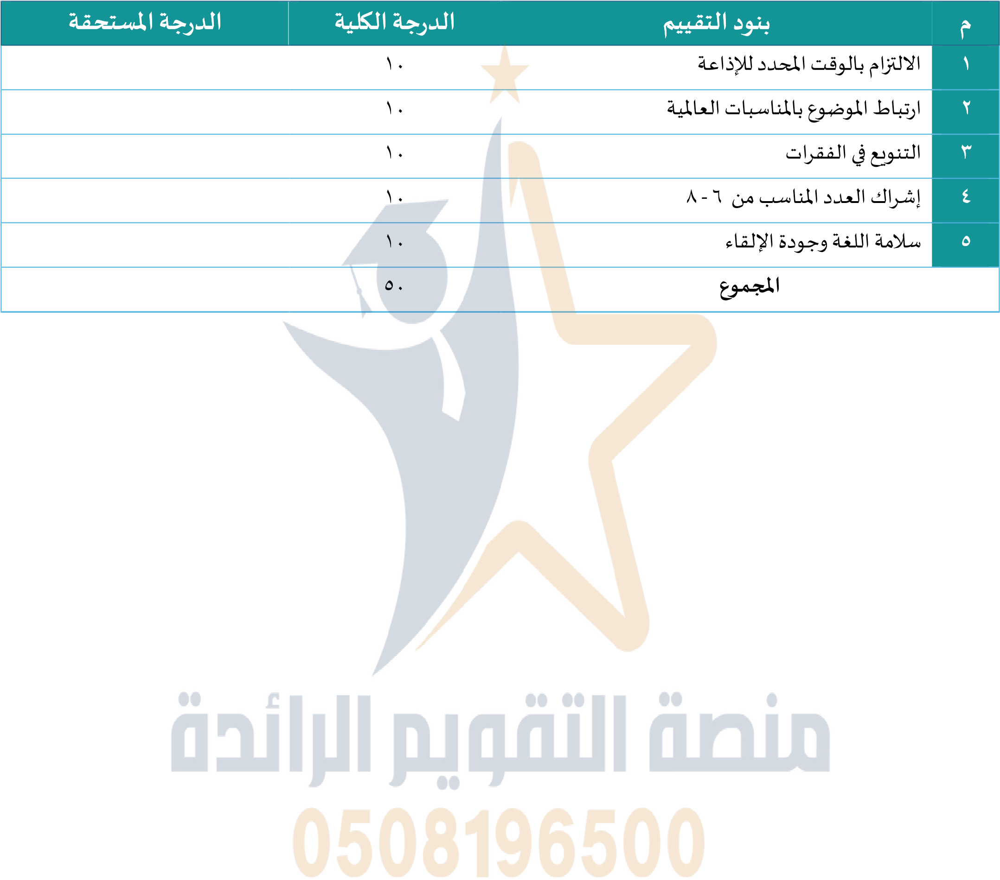 م بنود التقييم الدرجة الكلية الدرجة المستحقة
١ الالتزام بالوقت المحدد للإذاعة ١٠
٢ ارتباط الموضوع بالمناسبات العالمية ١٠
٣ التنويع في الفقرات ١٠
٤ إشراك العدد المناسب من ٦ - ٨ ١٠
٥ سلامة اللغة وجودة الإلقاء ١٠
المجموع ٥٠
منصة التقويم الرائدة
0508196500